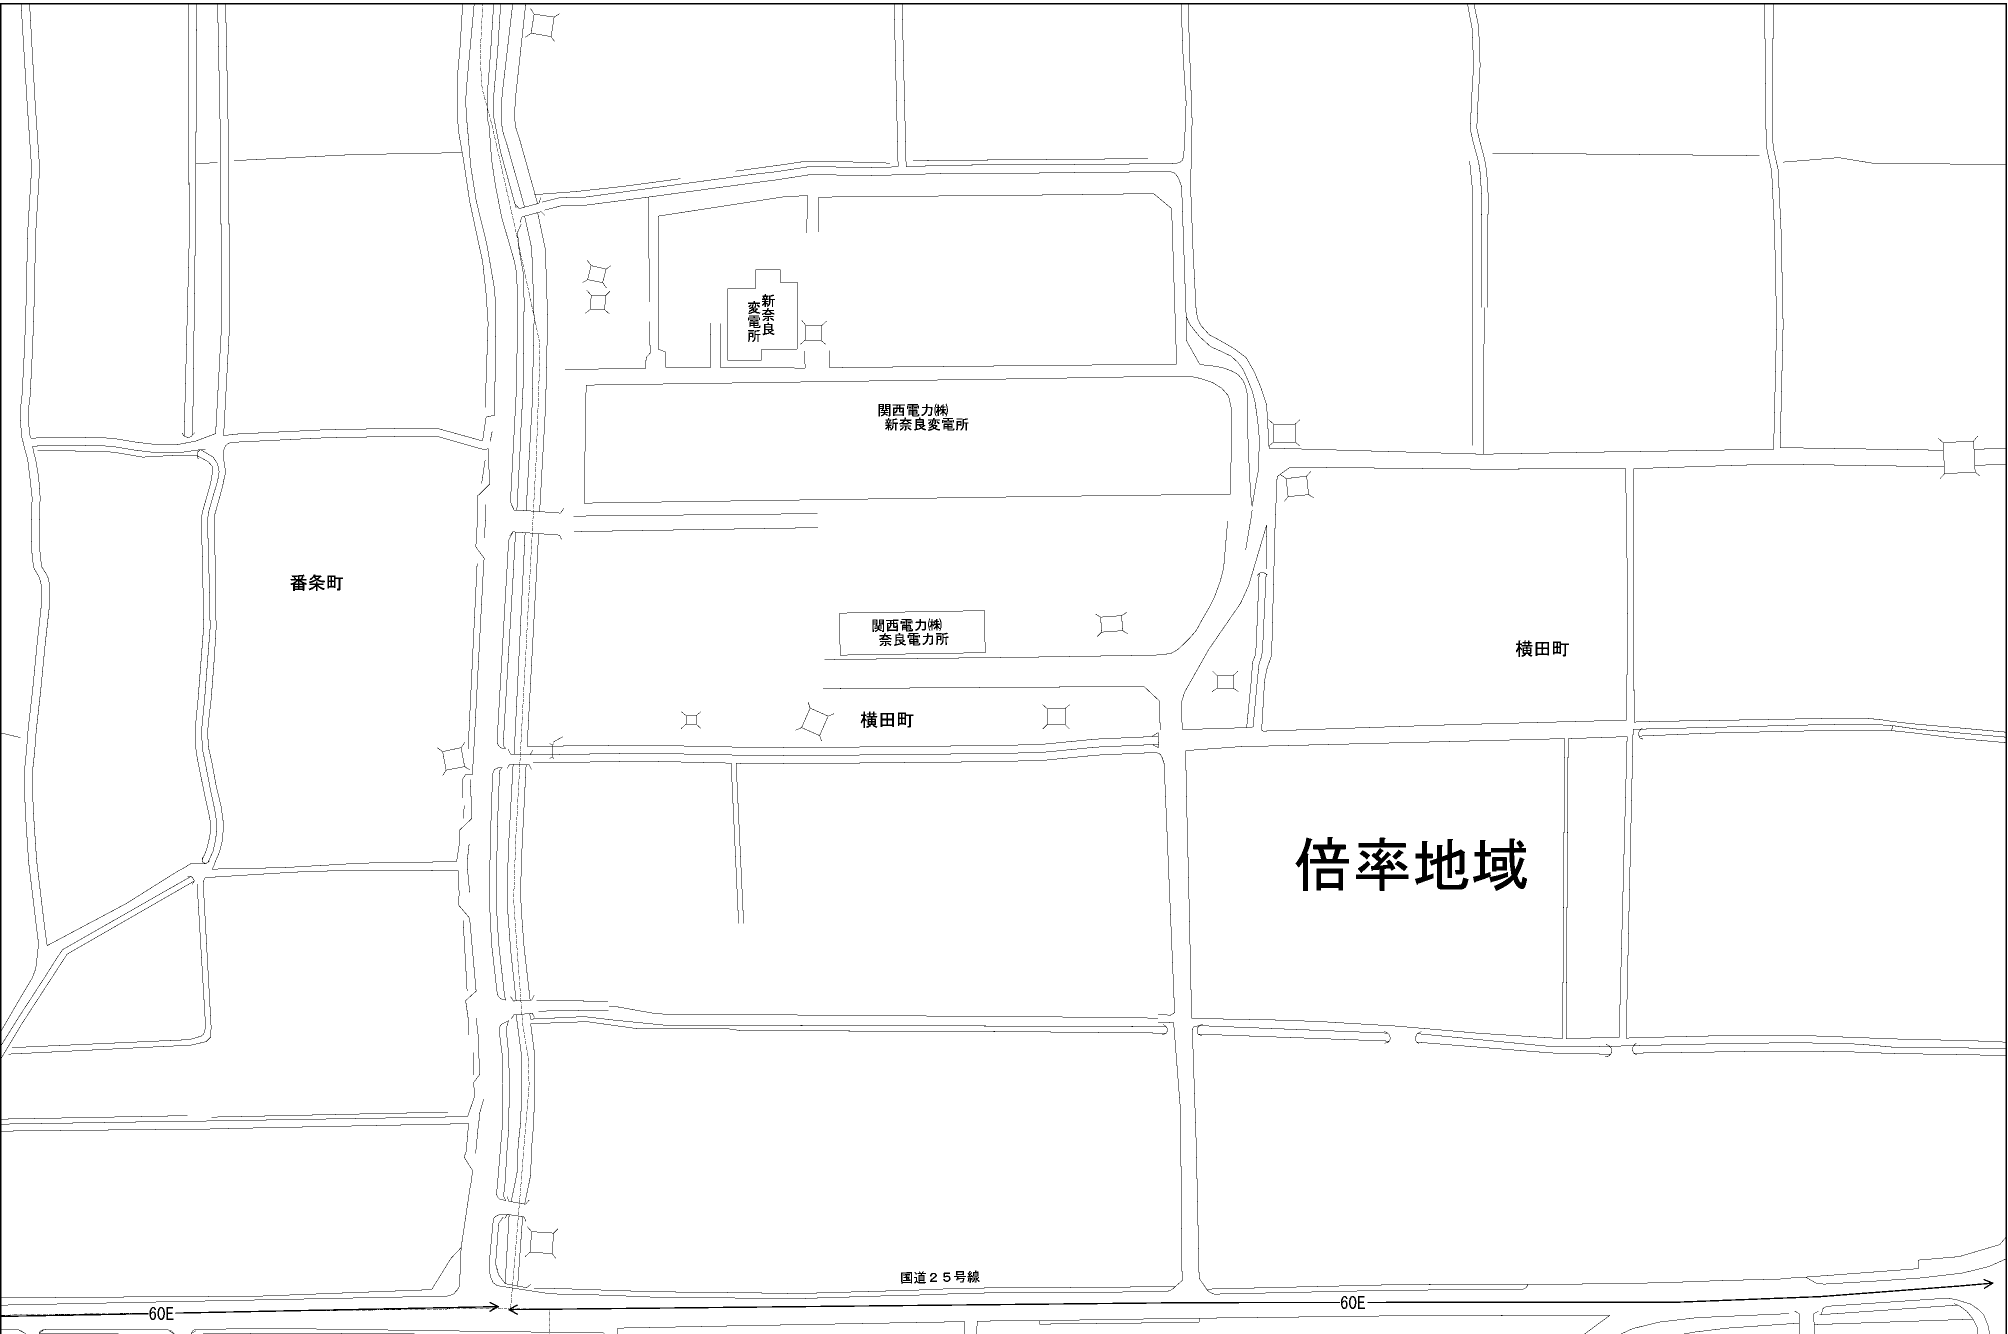 新奈良
変電所
関西電力㈱
新奈良変電所
番条町
関西電力㈱
奈良電力所
横田町
横田町
倍率地域
国道２５号線
60E
60E